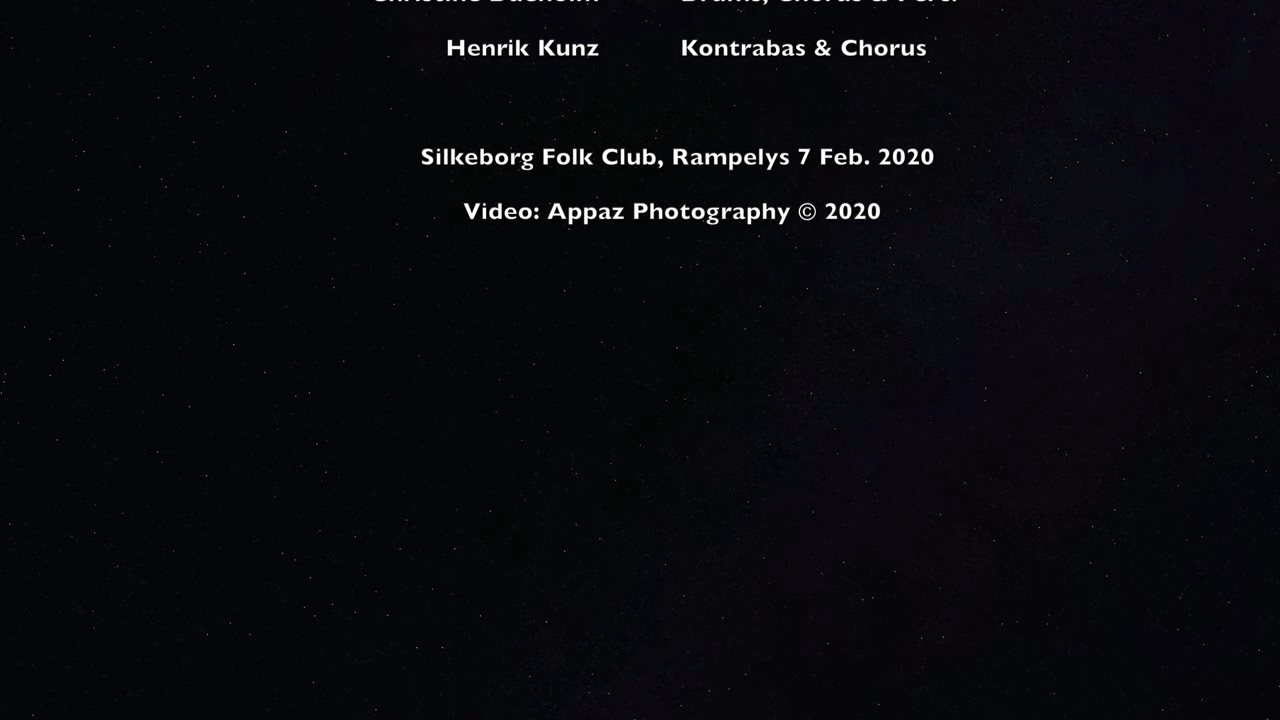 Henrik Kunz Kontrabas & Chorus
Silkeborg Folk Club, Rampelys 7 Feb. 2020
Video: Appaz Photography © 2020